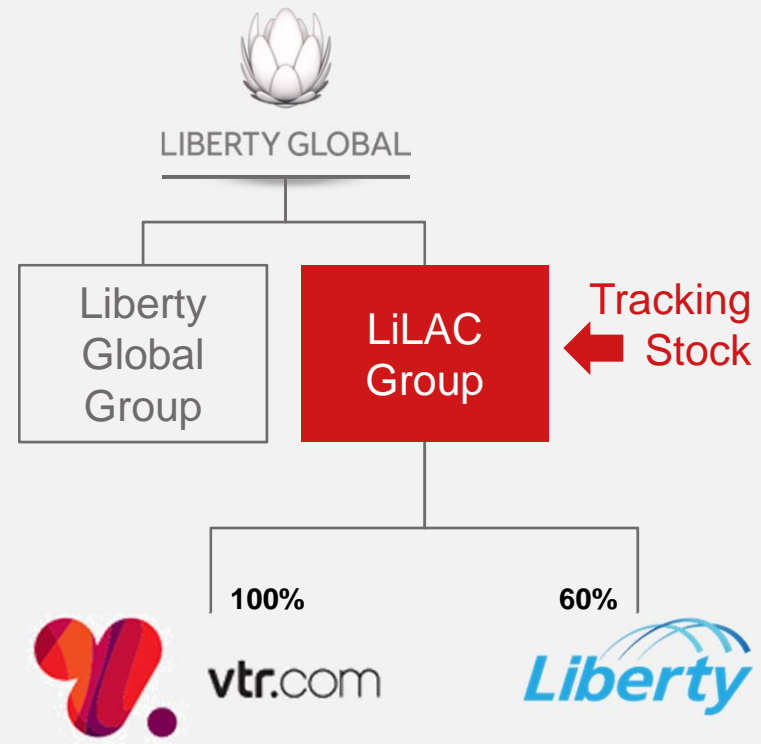 LIBERTY GLOBAL
Liberty
Global
Group
LiLAC
Group
Tracking
Stock
100%
60%
vtr.com
Liberty